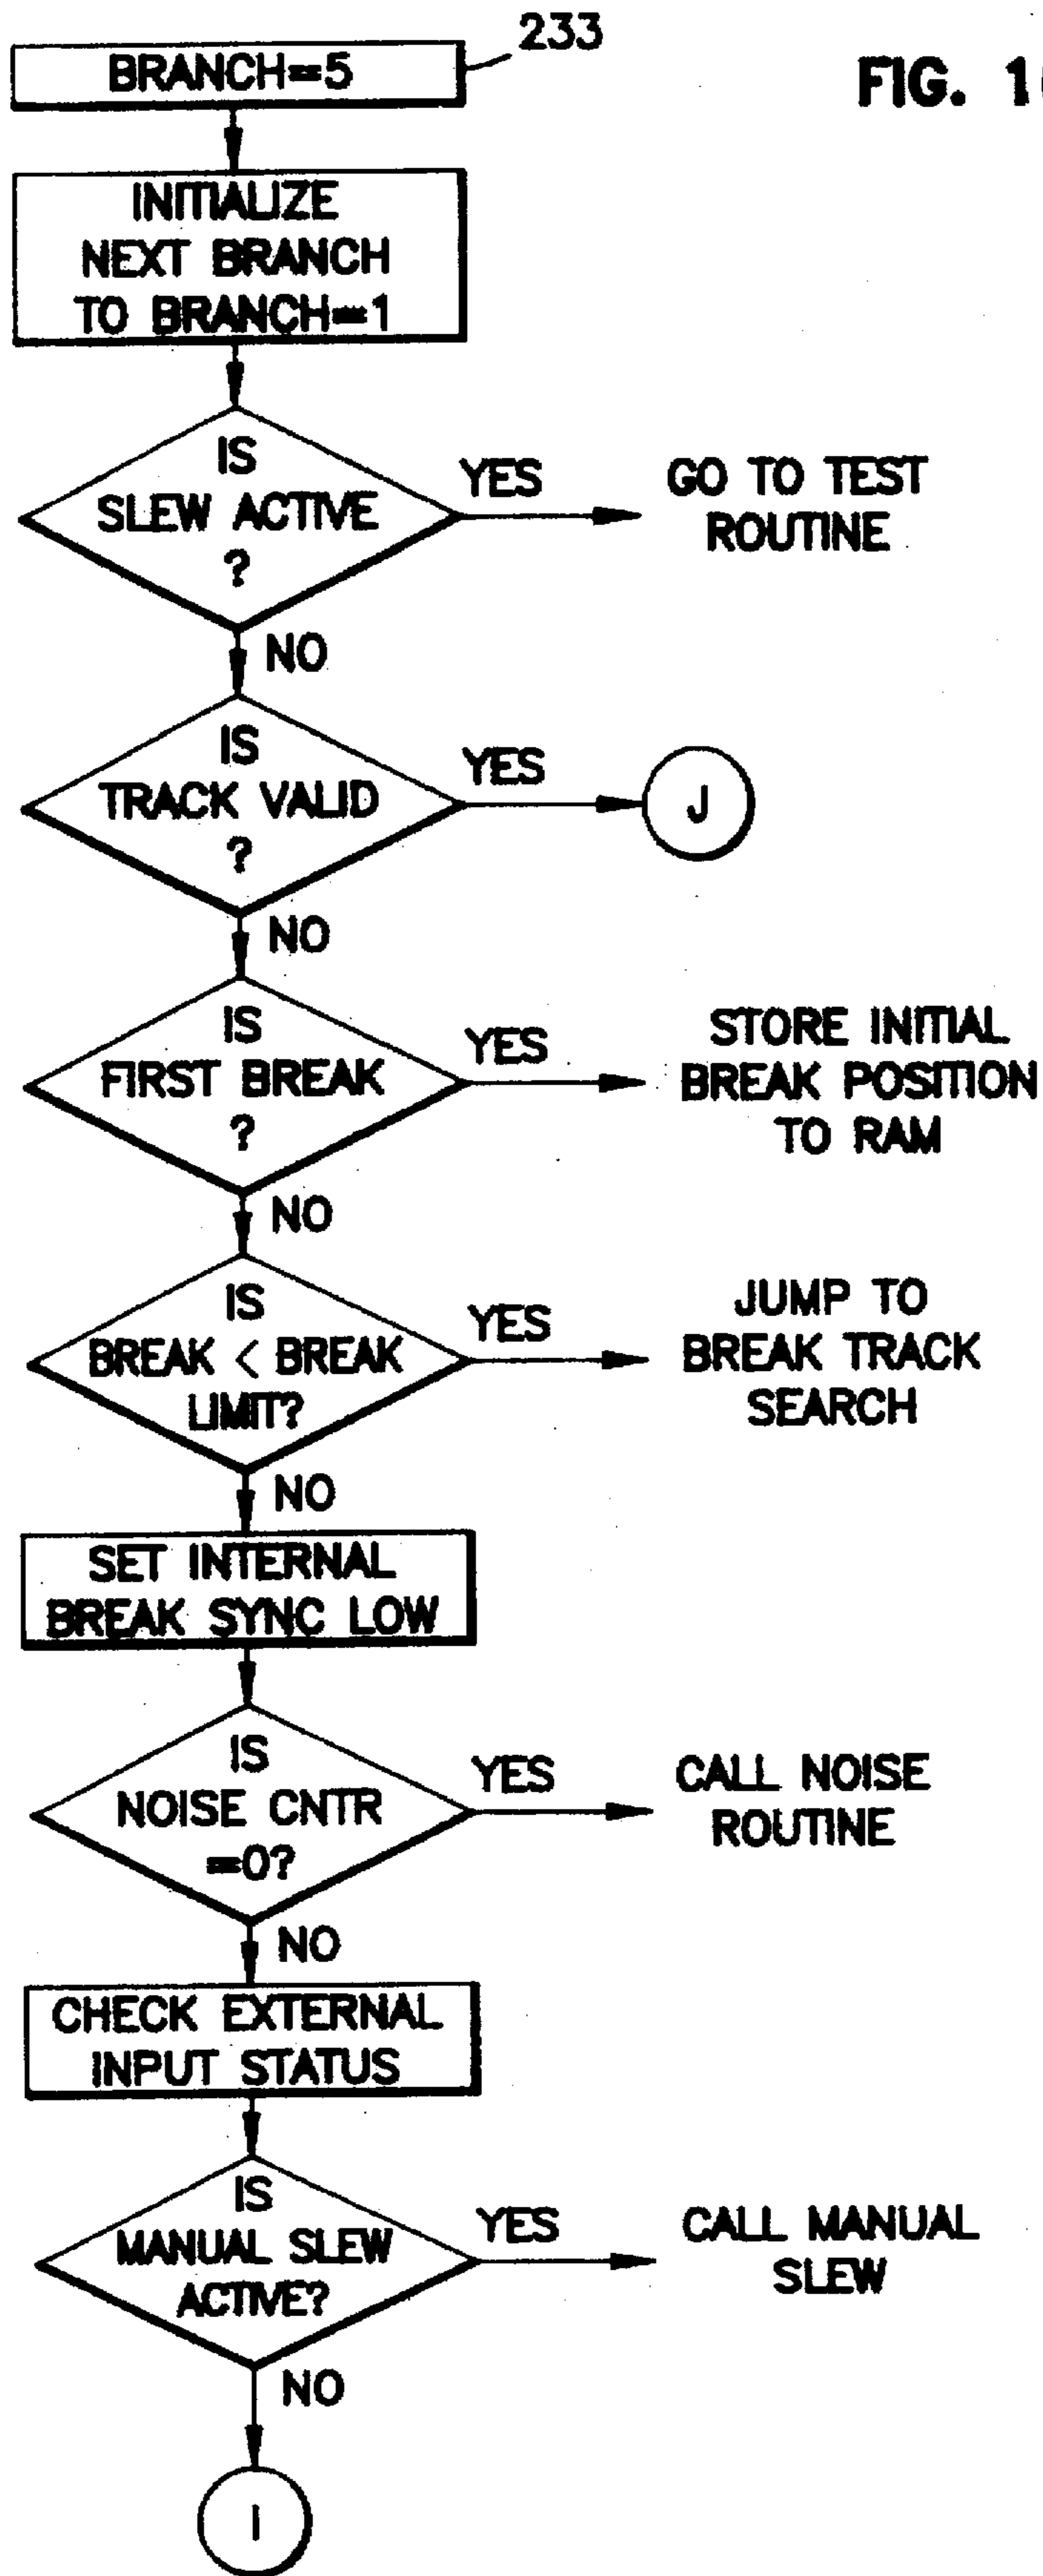 233
BRANCH=5
INITIALIZE
NEXT BRANCH
TO BRANCH=1
IS
SLEW ACTIVE
?
YES
GO TO TEST
ROUTINE
NO
IS
TRACK VALID
?
YES
J
NO
IS
FIRST BREAK
?
YES
STORE INITIAL
BREAK POSITION
TO RAM
NO
IS
BREAK < BREAK
LIMIT?
YES
JUMP TO
BREAK TRACK
SEARCH
NO
SET INTERNAL
BREAK SYNC LOW
IS
NOISE CNTR
=0?
YES
CALL NOISE
ROUTINE
NO
CHECK EXTERNAL
INPUT STATUS
IS
MANUAL SLEW
ACTIVE?
YES
CALL MANUAL
SLEW
NO
I
FIG.